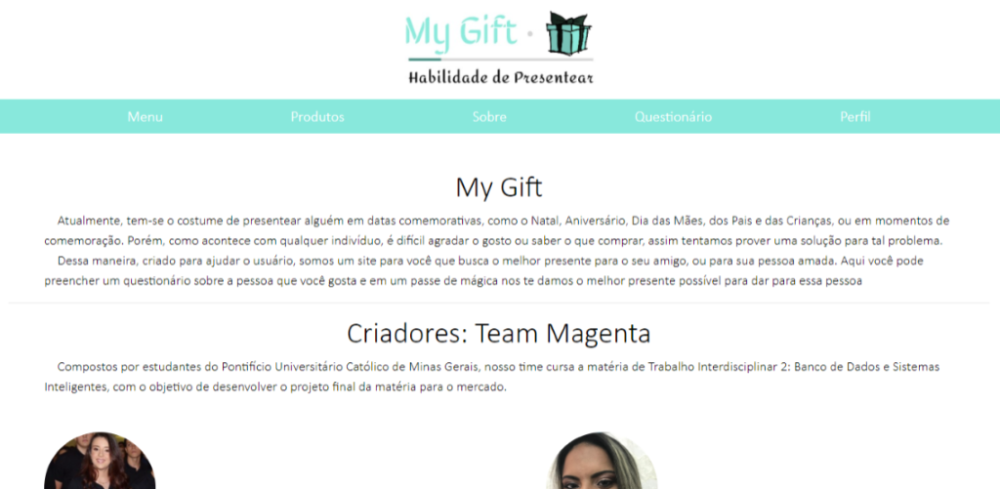 My Gift
Habilidade de Presentear
Menu Produtos Sobre Questionário Perfil
My Gift
Atualmente, tem-se o costume de presentear alguém em datas comemorativas, como o Natal, Aniversário, Dia das Mães, dos Pais e das Crianças, ou em momentos de
comemoração. Porém, como acontece com qualquer indivíduo, é difícil agradar o gosto ou saber o que comprar, assim tentamos prover uma solução para tal problema.
Dessa maneira, criado para ajudar o usuário, somos um site para você que busca o melhor presente para o seu amigo, ou para sua pessoa amada. Aqui você pode
preencher um questionário sobre a pessoa que você gosta e em um passe de mágica nos te damos o melhor presente possível para dar para essa pessoa
Criadores: Team Magenta
Compostos por estudantes do Pontifício Universitário Católico de Minas Gerais, nosso time cursa a matéria de Trabalho Interdisciplinar 2: Banco de Dados e Sistemas
Inteligentes, com o objetivo de desenvolver o projeto final da matéria para o mercado.